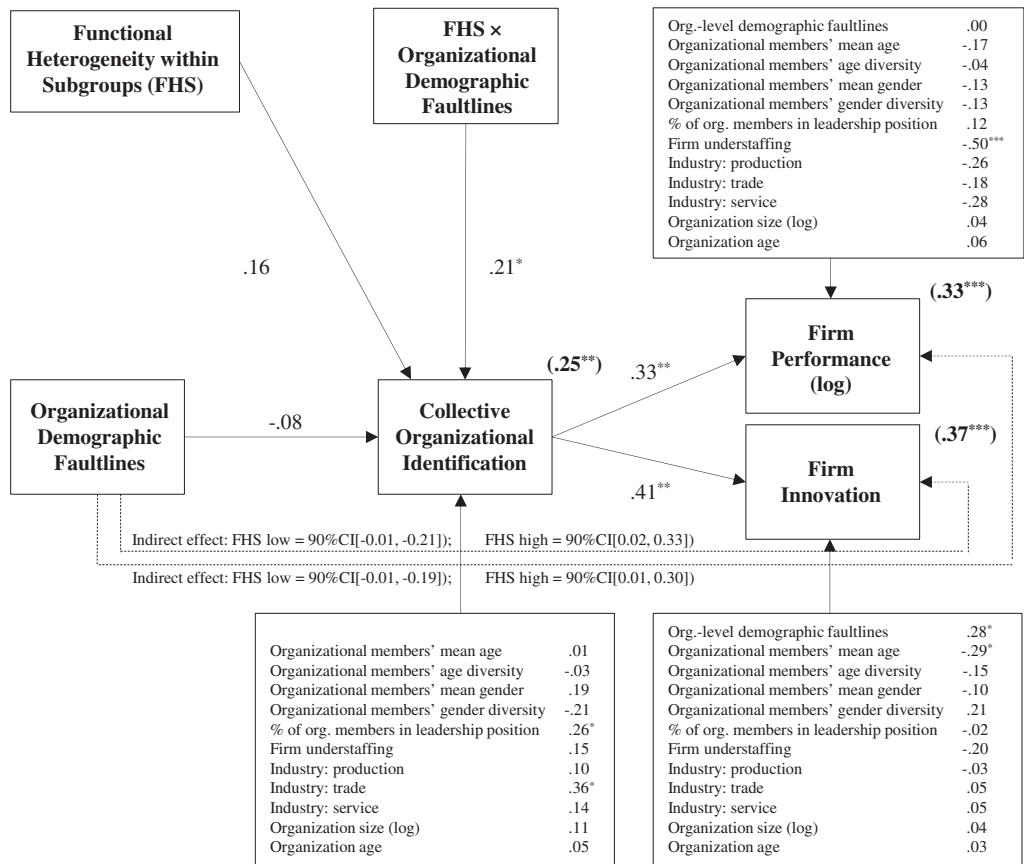 Functional
Heterogeneity within
Subgroups (FHS)
FHS ×
Organizational
Demographic
Faultlines
Org.-level demographic faultlines .00
Organizational members’ mean age -.17
Organizational members’ age diversity -.04
Organizational members’ mean gender -.13
Organizational members’ gender diversity -.13
% of org. members in leadership position .12
Firm understaffing -.50***
Industry: production -.26
Industry: trade -.18
Industry: service -.28
Organization size (log) .04
Organization age .06
.16
.21*
(.33***)
Firm
Performance
(log)
(.25**)
.33**
Organizational
Demographic
Faultlines
-.08
Collective
Organizational
Identification
.41**
(.37***)
Firm
Innovation
Indirect effect: FHS low = 90%CI[-0.01, -0.21]); FHS high = 90%CI[0.02, 0.33])
Indirect effect: FHS low = 90%CI[-0.01, -0.19]); FHS high = 90%CI[0.01, 0.30])
Organizational members’ mean age .01
Organizational members’ age diversity -.03
Organizational members’ mean gender .19
Organizational members’ gender diversity -.21
% of org. members in leadership position .26*
Firm understaffing .15
Industry: production .10
Industry: trade .36*
Industry: service .14
Organization size (log) .11
Organization age .05
Org.-level demographic faultlines .28*
Organizational members’ mean age -.29*
Organizational members’ age diversity -.15
Organizational members’ mean gender -.10
Organizational members’ gender diversity .21
% of org. members in leadership position -.02
Firm understaffing -.20
Industry: production -.03
Industry: trade .05
Industry: service .05
Organization size (log) .04
Organization age .03